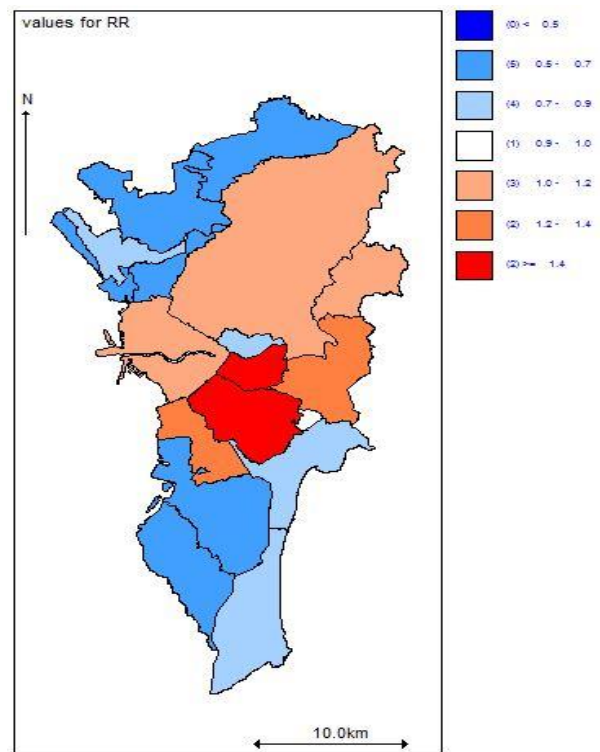 values for RR
N
10.0km
(0) < 0.5
(5) 0.5 - 0.7
(4) 0.7 - 0.9
(1) 0.9 - 1.0
(3) 1.0 - 1.2
(2) 1.2 - 1.4
(2) >= 1.4